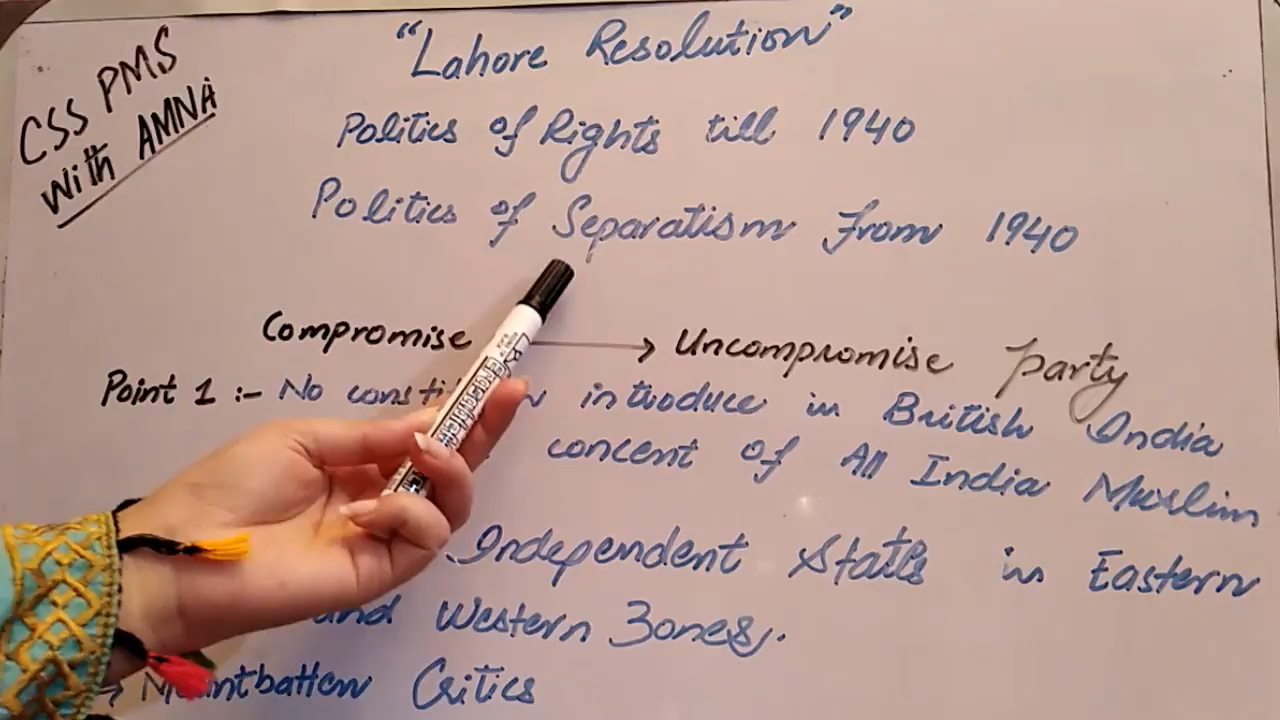 CSS PMS
With AMNA
"Lahore Resolution"
Politics of Rights till 1940
Politics of Separatism from 1940
Compromise → Uncompromise party
Point 1 :- No introduce in British India
concent of All India Muslim
Independent States in Eastern
and Western Zones.
→ Mountbatten Critics